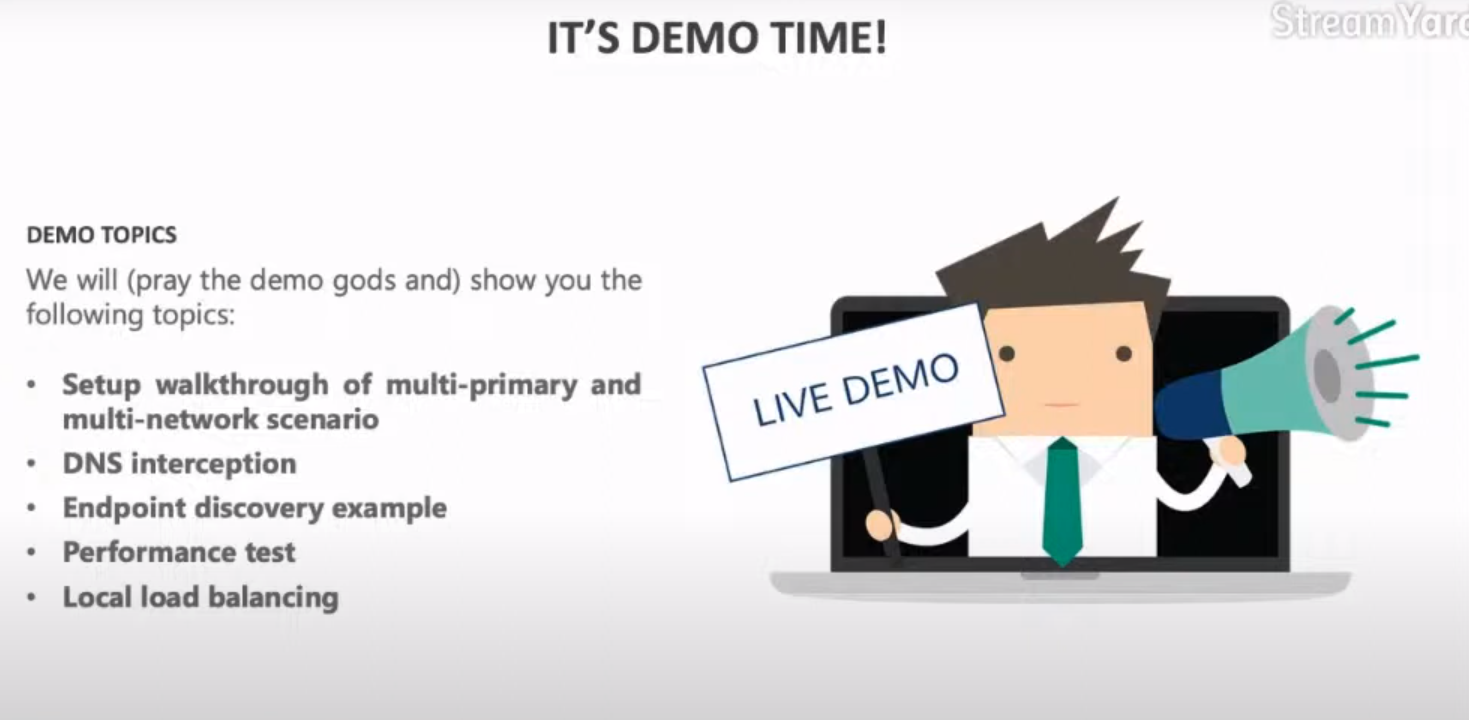 IT'S DEMO TIME!
StreamYard
DEMO TOPICS
We will (pray the demo gods and) show you the
following topics:
• Setup walkthrough of multi-primary and
multi-network scenario
• DNS interception
• Endpoint discovery example
• Performance test
• Local load balancing
LIVE DEMO